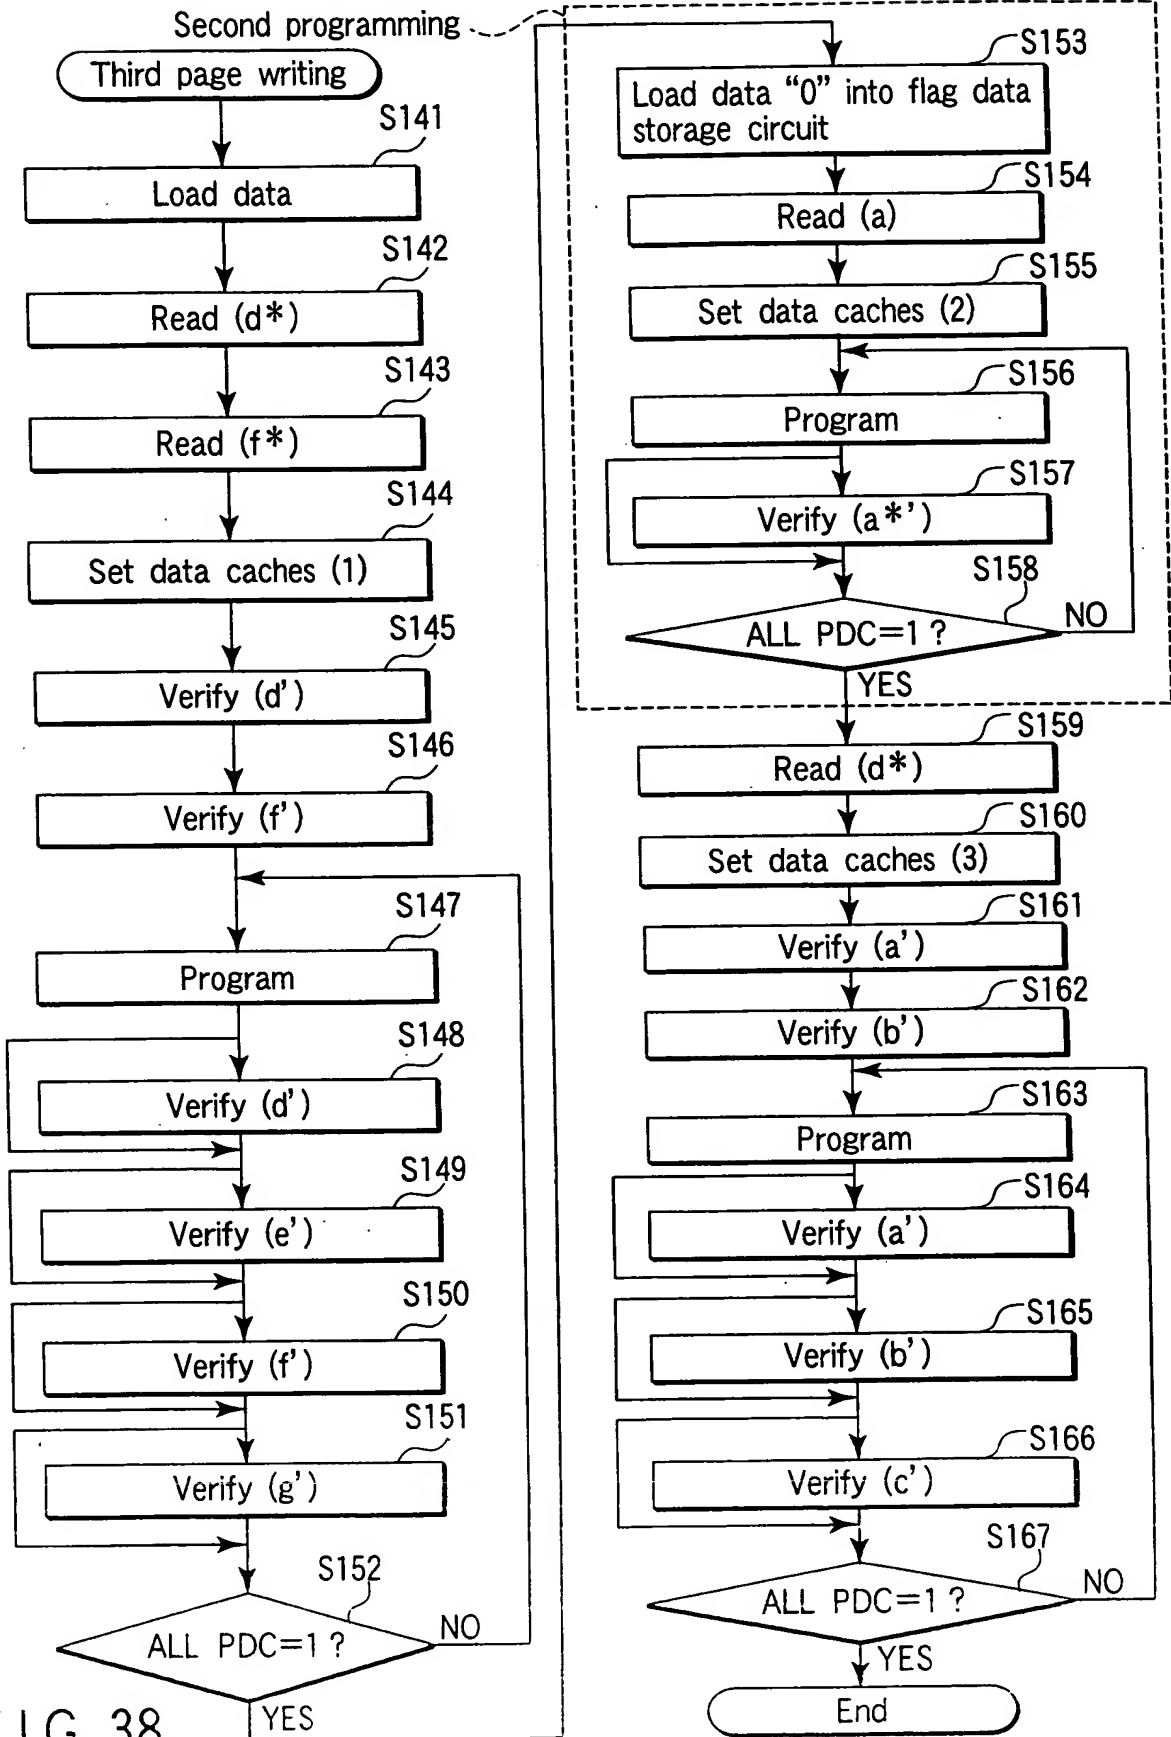 Second programming
Third page writing
S141
Load data
S142
Read (d*)
S143
Read (f*)
S144
Set data caches (1)
S145
Verify (d')
S146
Verify (f')
S147
Program
S148
Verify (d')
S149
Verify (e')
S150
Verify (f')
S151
Verify (g')
S152
ALL PDC=1 ?
NO
YES
S153
Load data "0" into flag data
storage circuit
S154
Read (a)
S155
Set data caches (2)
S156
Program
S157
Verify (a*')
S158
ALL PDC=1 ?
NO
YES
S159
Read (d*)
S160
Set data caches (3)
S161
Verify (a')
S162
Verify (b')
S163
Program
S164
Verify (a')
S165
Verify (b')
S166
Verify (c')
S167
ALL PDC=1 ?
NO
YES
End
IG 38